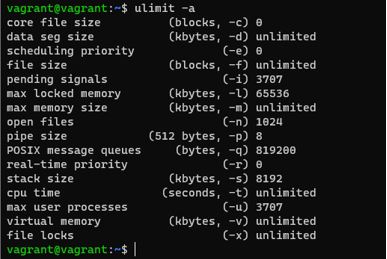 vagrant@vagrant:~$ ulimit -a
core file size          (blocks, -c) 0
data seg size           (kbytes, -d) unlimited
scheduling priority             (-e) 0
file size               (blocks, -f) unlimited
pending signals                 (-i) 3707
max locked memory       (kbytes, -l) 65536
max memory size         (kbytes, -m) unlimited
open files                      (-n) 1024
pipe size            (512 bytes, -p) 8
POSIX message queues     (bytes, -q) 819200
real-time priority              (-r) 0
stack size              (kbytes, -s) 8192
cpu time               (seconds, -t) unlimited
max user processes              (-u) 3707
virtual memory          (kbytes, -v) unlimited
file locks                      (-x) unlimited
vagrant@vagrant:~$